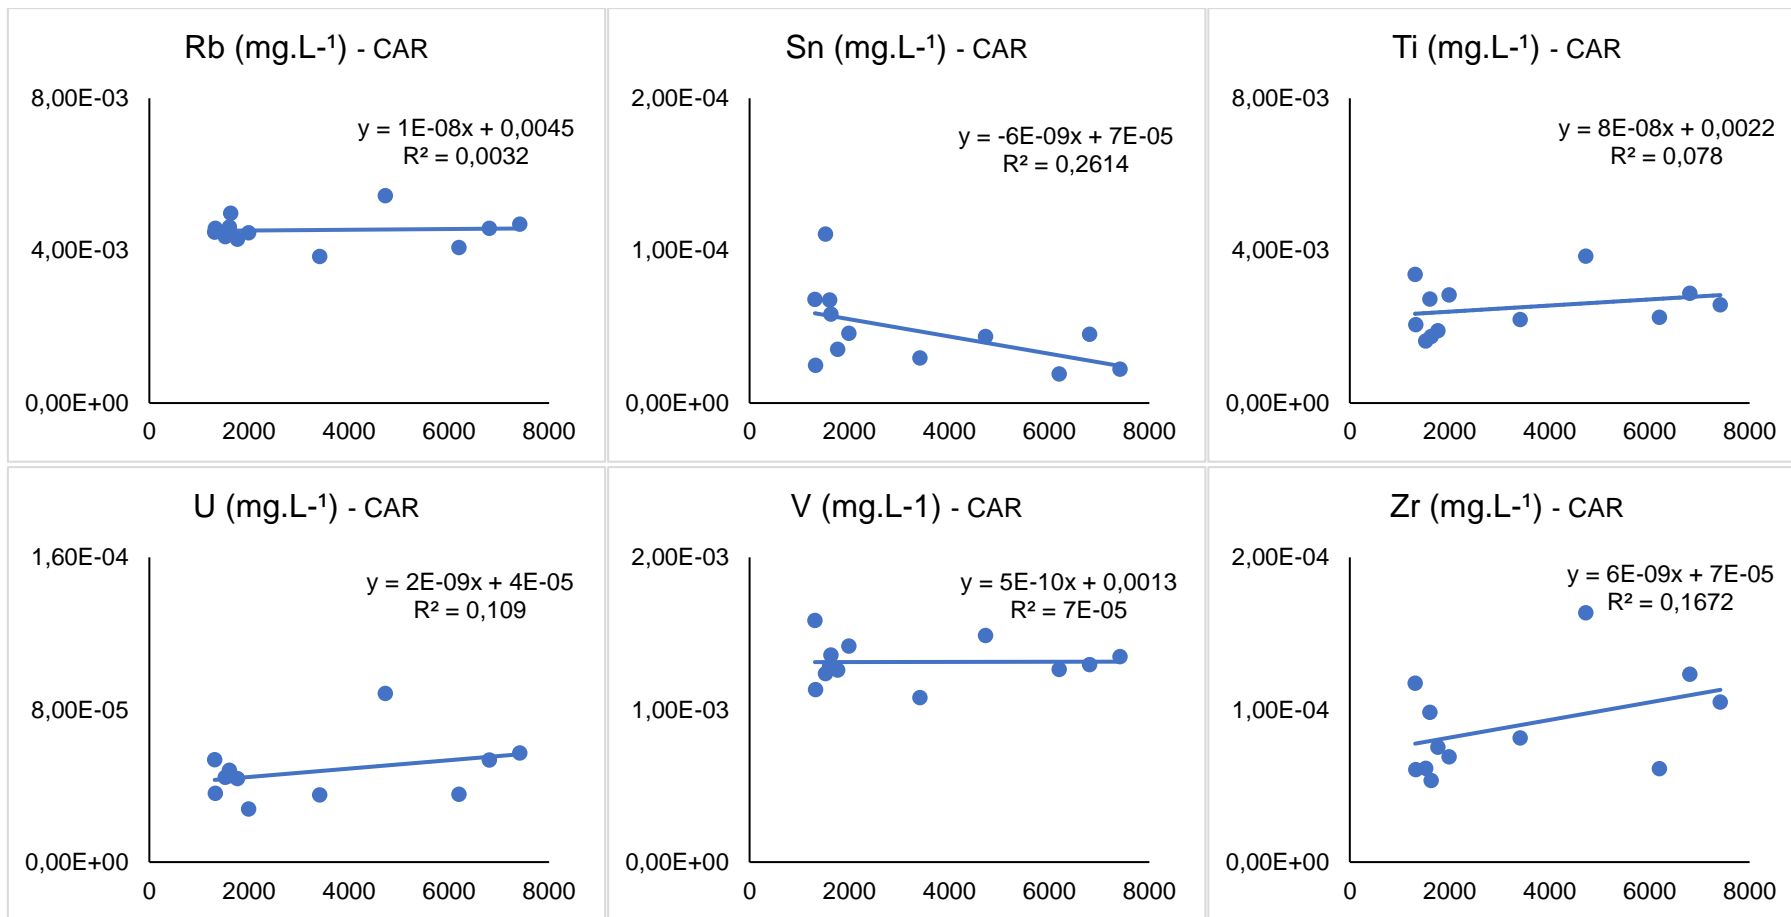 Rb (mg.L-¹) - CAR
8,00E-03
y = 1E-08x + 0,0045
R² = 0,0032
4,00E-03
0,00E+00
0 2000 4000 6000 8000
Sn (mg.L-¹) - CAR
2,00E-04
y = -6E-09x + 7E-05
R² = 0,2614
1,00E-04
0,00E+00
0 2000 4000 6000 8000
Ti (mg.L-¹) - CAR
8,00E-03
y = 8E-08x + 0,0022
R² = 0,078
4,00E-03
0,00E+00
0 2000 4000 6000 8000
U (mg.L-¹) - CAR
1,60E-04
y = 2E-09x + 4E-05
R² = 0,109
8,00E-05
0,00E+00
0 2000 4000 6000 8000
V (mg.L-1) - CAR
2,00E-03
y = 5E-10x + 0,0013
R² = 7E-05
1,00E-03
0,00E+00
0 2000 4000 6000 8000
Zr (mg.L-¹) - CAR
2,00E-04
y = 6E-09x + 7E-05
R² = 0,1672
1,00E-04
0,00E+00
0 2000 4000 6000 8000